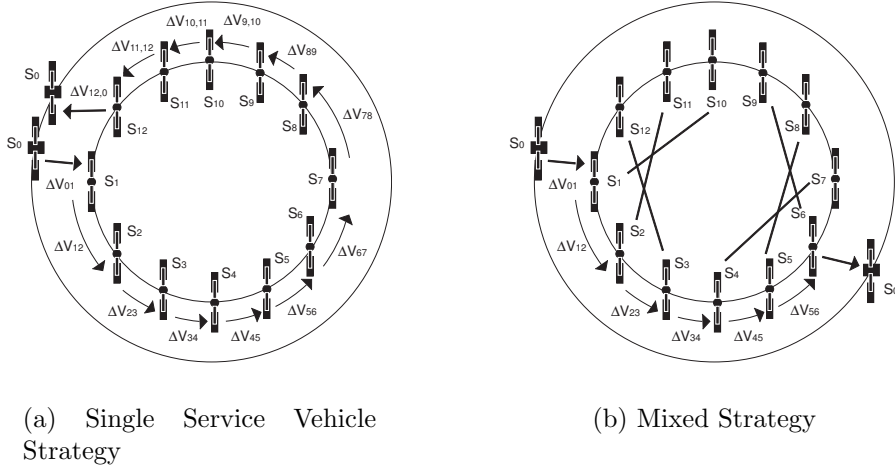 ΔV10,11
ΔV9,10
ΔV11,12
ΔV89
S0
ΔV12,0
S11
S10
S9
S12
S8
ΔV78
S0
ΔV01
S1
S7
S2
S6
ΔV12
S3
S4
S5
ΔV67
ΔV23
ΔV56
ΔV34
ΔV45
(a) Single Service Vehicle
Strategy
S11
S10
S9
S12
S8
S0
ΔV01
S1
S7
S2
S6
ΔV12
S3
S4
S5
S0
ΔV23
ΔV56
ΔV34
ΔV45
(b) Mixed Strategy